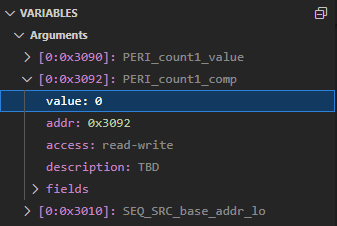 VARIABLES
Arguments
[0:0x3090]: PERI_count1_value
[0:0x3092]: PERI_count1_comp
value: 0
addr: 0x3092
access: read-write
description: TBD
fields
[0:0x3010]: SEQ_SRC_base_addr_lo